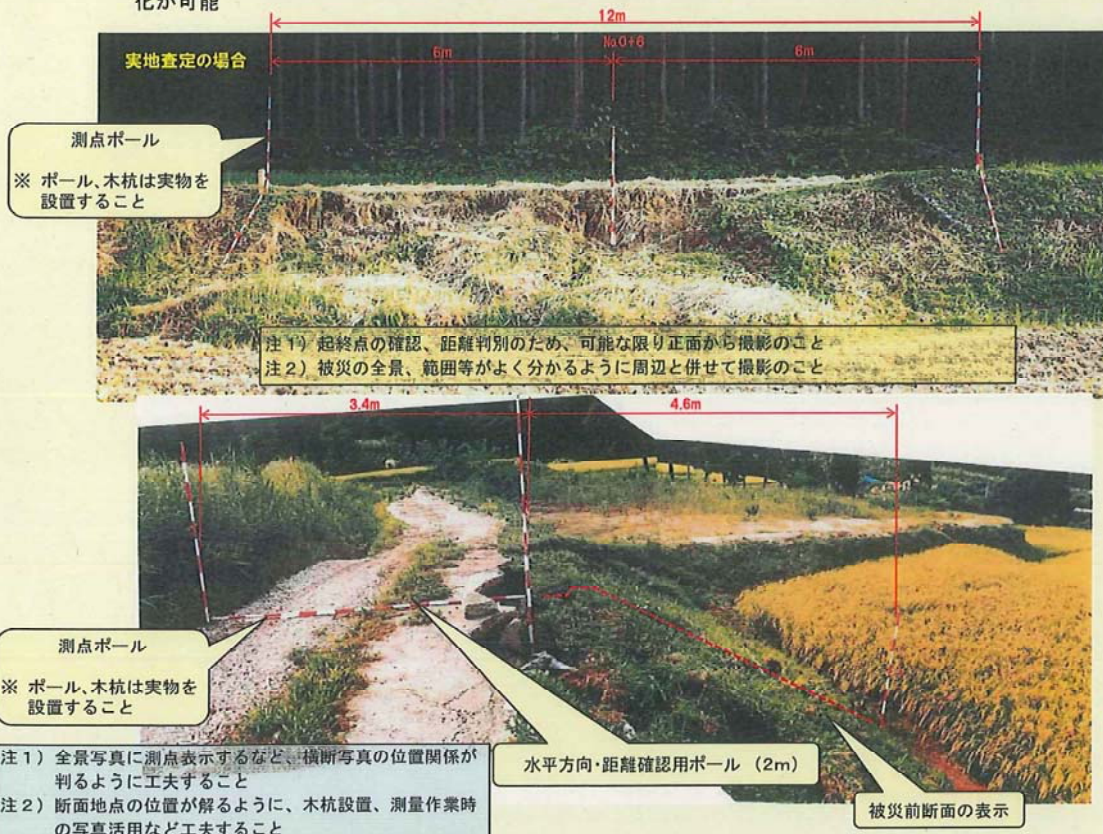 化が可能
12m
実地査定の場合
6m
No.0+6
6m
測点ポール
※ ポール、木杭は実物を
設置すること
注1) 起終点の確認、距離判別のため、可能な限り正面から撮影のこと
注2) 被災の全景、範囲等がよく分かるように周辺と併せて撮影のこと
3.4m
4.6m
測点ポール
※ ポール、木杭は実物を
設置すること
注1) 全景写真に測点表示するなど、横断写真の位置関係が
判るように工夫すること
注2) 断面地点の位置が解るように、木杭設置、測量作業時
の写真活用など工夫すること
水平方向・距離確認用ポール (2m)
被災前断面の表示